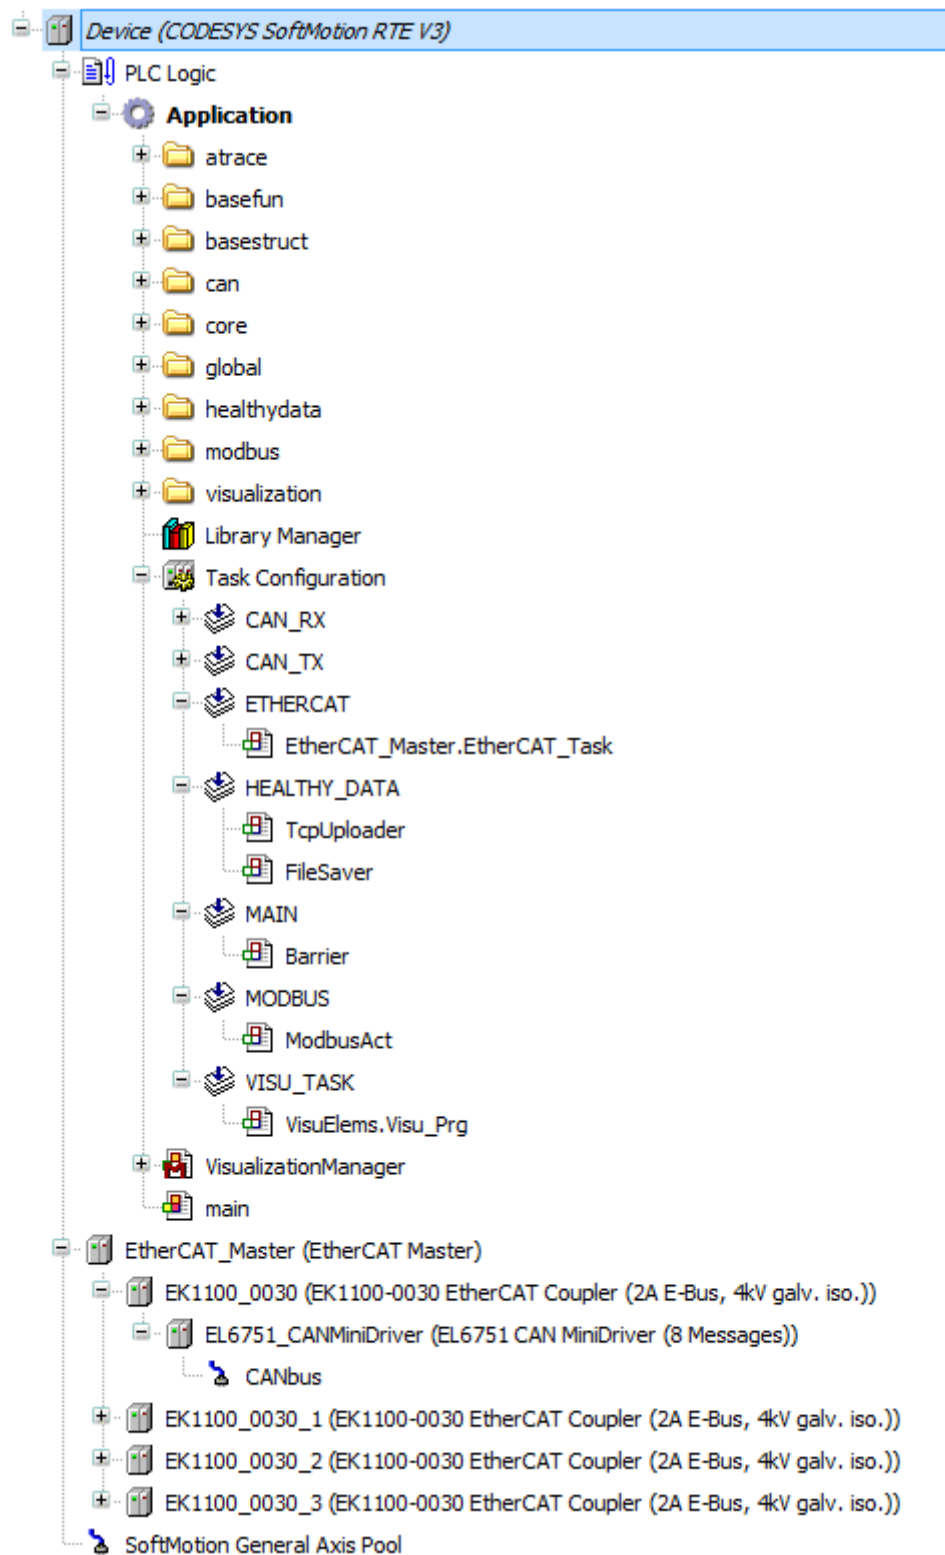 Device (CODESYS SoftMotion RTE V3)
PLC Logic
Application
atrace
basefun
basestruct
can
core
global
healthydata
modbus
visualization
Library Manager
Task Configuration
CAN_RX
CAN_TX
ETHERCAT
EtherCAT_Master.EtherCAT_Task
HEALTHY_DATA
TcpUploader
FileSaver
MAIN
Barrier
MODBUS
ModbusAct
VISU_TASK
VisuElems.Visu_Prg
VisualizationManager
main
EtherCAT_Master (EtherCAT Master)
EK1100_0030 (EK1100-0030 EtherCAT Coupler (2A E-Bus, 4kV galv. iso.))
EL6751_CANMiniDriver (EL6751 CAN MiniDriver (8 Messages))
CANbus
EK1100_0030_1 (EK1100-0030 EtherCAT Coupler (2A E-Bus, 4kV galv. iso.))
EK1100_0030_2 (EK1100-0030 EtherCAT Coupler (2A E-Bus, 4kV galv. iso.))
EK1100_0030_3 (EK1100-0030 EtherCAT Coupler (2A E-Bus, 4kV galv. iso.))
SoftMotion General Axis Pool